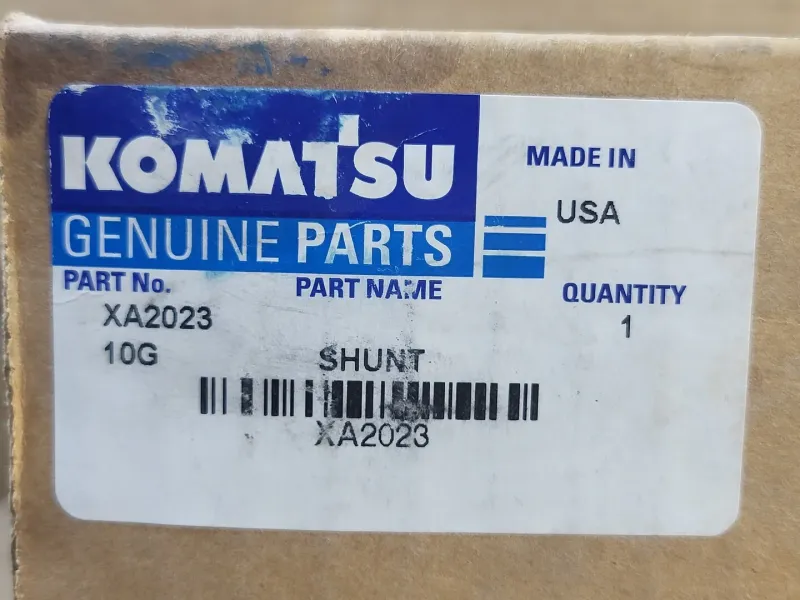 KOMATSU
GENUINE PARTS
MADE IN
USA
PART No.
PART NAME
QUANTITY
XA2023
1
10G
SHUNT
XA2023